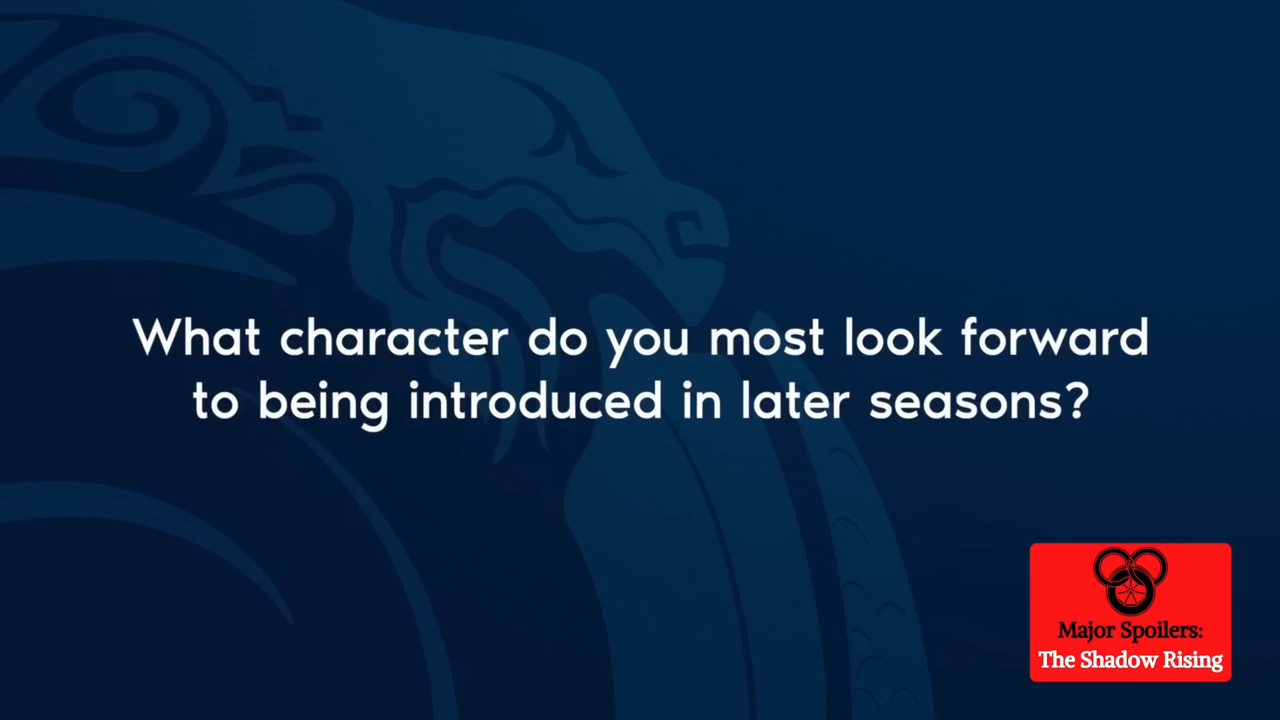 What character do you most look forward
to being introduced in later seasons?
Major Spoilers:
The Shadow Rising